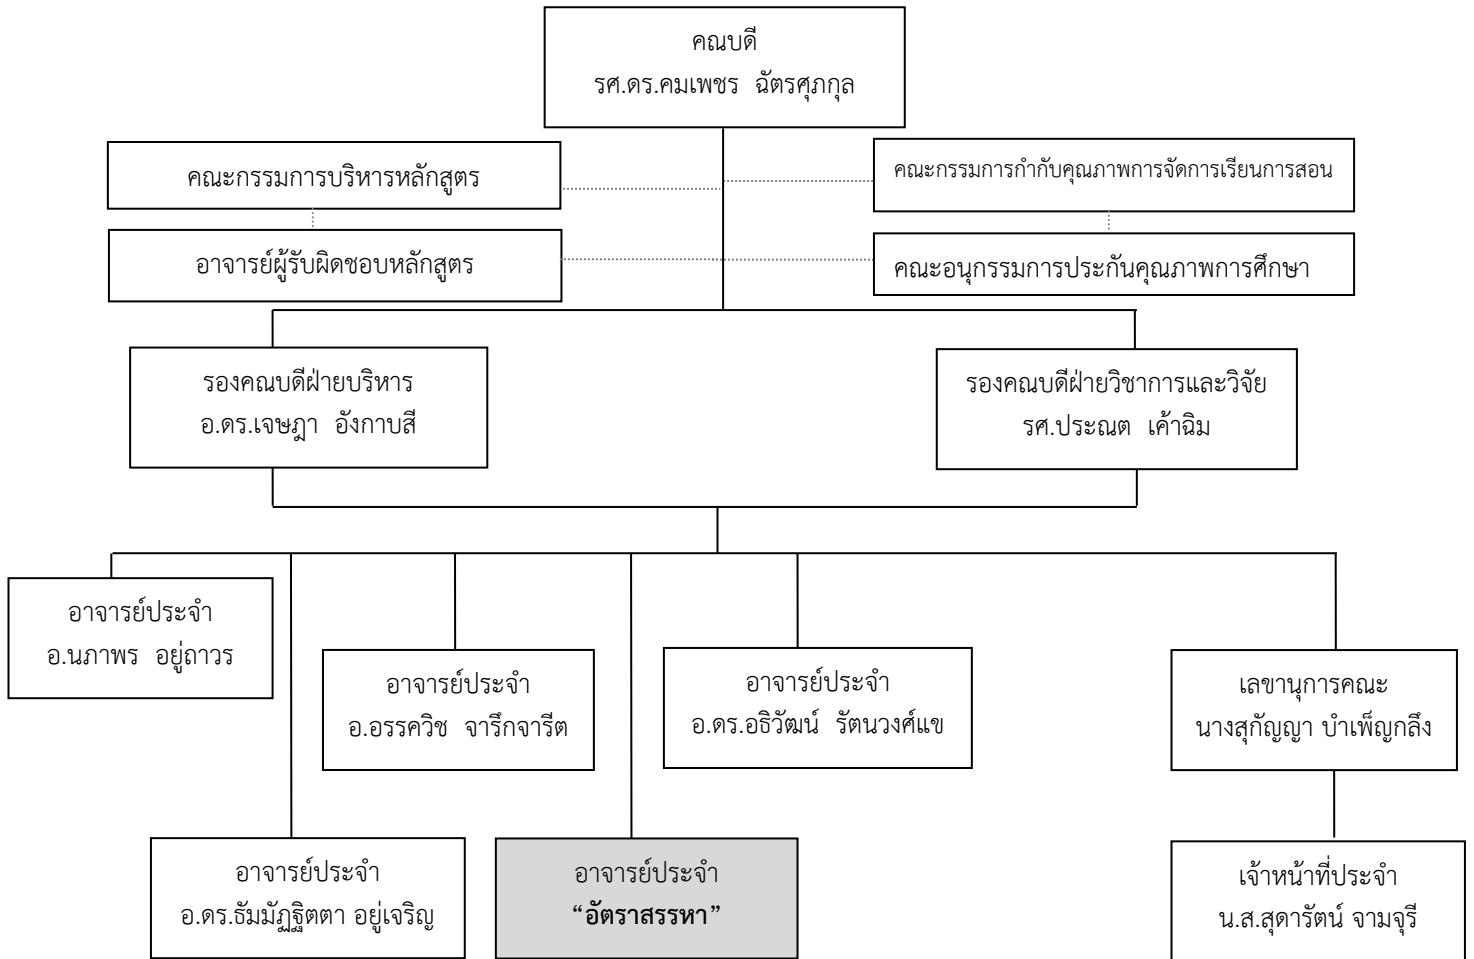 คณบดี
รศ.ดร.คมเพชร ฉัตรศุภกุล
คณะกรรมการบริหารหลักสูตร
คณะกรรมการกำกับคุณภาพการจัดการเรียนการสอน
อาจารย์ผู้รับผิดชอบหลักสูตร
คณะอนุกรรมการประกันคุณภาพการศึกษา
รองคณบดีฝ่ายบริหาร
อ.ดร.เจษฎา อังกาบสี
รองคณบดีฝ่ายวิชาการและวิจัย
รศ.ประณต เค้าฉิม
อาจารย์ประจำ
อ.นภาพร อยู่ถาวร
อาจารย์ประจำ
อ.อรรควิช จารึกจารีต
อาจารย์ประจำ
อ.ดร.อธิวัฒน์ รัตนวงศ์แข
เลขานุการคณะ
นางสุกัญญา บำเพ็ญกลึง
อาจารย์ประจำ
อ.ดร.ธัมมัฏฐิตตา อยู่เจริญ
อาจารย์ประจำ
“อัตราสรรหา”
เจ้าหน้าที่ประจำ
น.ส.สุดารัตน์ จามจุรี